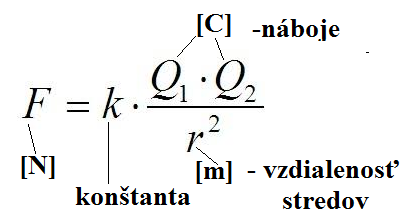 [C] -náboje
F = k · Q₁ · Q₂ / r²
[N] [m] - vzdialenosť
konštanta stredov